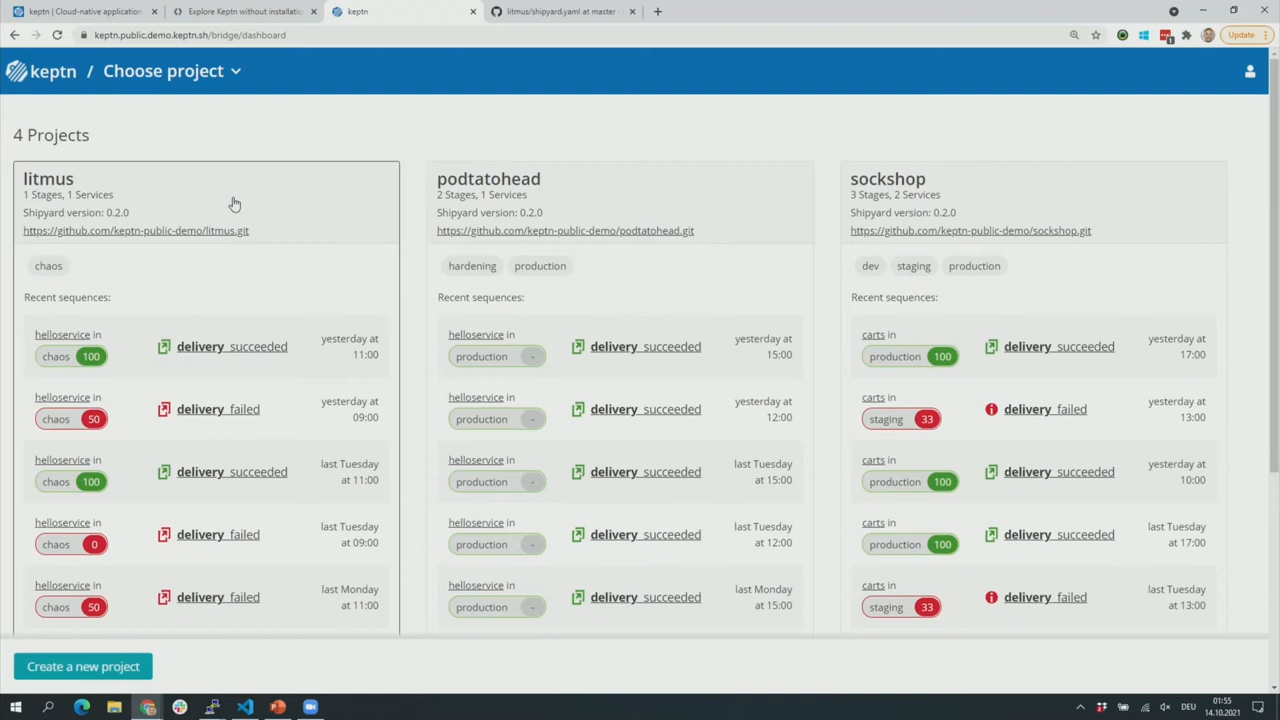 keptn | Cloud-native application
Explore Keptn without installatio
keptn
litmus/shipyard.yaml at master ·
keptn.public.demo.keptn.sh/bridge/dashboard
1
Update
keptn / Choose project
4 Projects
litmus
1 Stages, 1 Services
Shipyard version: 0.2.0
https://github.com/keptn-public-demo/litmus.git
chaos
Recent sequences:
helloservice in
chaos 100
delivery succeeded
yesterday at
11:00
helloservice in
chaos 50
delivery failed
yesterday at
09:00
helloservice in
chaos 100
delivery succeeded
last Tuesday
at 11:00
helloservice in
chaos 0
delivery failed
last Tuesday
at 09:00
helloservice in
chaos 50
delivery failed
last Monday
at 11:00
podtatohead
2 Stages, 1 Services
Shipyard version: 0.2.0
https://github.com/keptn-public-demo/podtatohead.git
hardening production
Recent sequences:
helloservice in
production -
delivery succeeded
yesterday at
15:00
helloservice in
production -
delivery succeeded
yesterday at
12:00
helloservice in
production -
delivery succeeded
last Tuesday
at 15:00
helloservice in
production -
delivery succeeded
last Tuesday
at 12:00
helloservice in
production -
delivery succeeded
last Monday
at 15:00
sockshop
3 Stages, 2 Services
Shipyard version: 0.2.0
https://github.com/keptn-public-demo/sockshop.git
dev staging production
Recent sequences:
carts in
production 100
delivery succeeded
yesterday at
17:00
carts in
staging 33
delivery failed
yesterday at
13:00
carts in
production 100
delivery succeeded
yesterday at
10:00
carts in
production 100
delivery succeeded
last Tuesday
at 17:00
carts in
staging 33
delivery failed
last Tuesday
at 13:00
Create a new project
DEU
01:55
14.10.2021